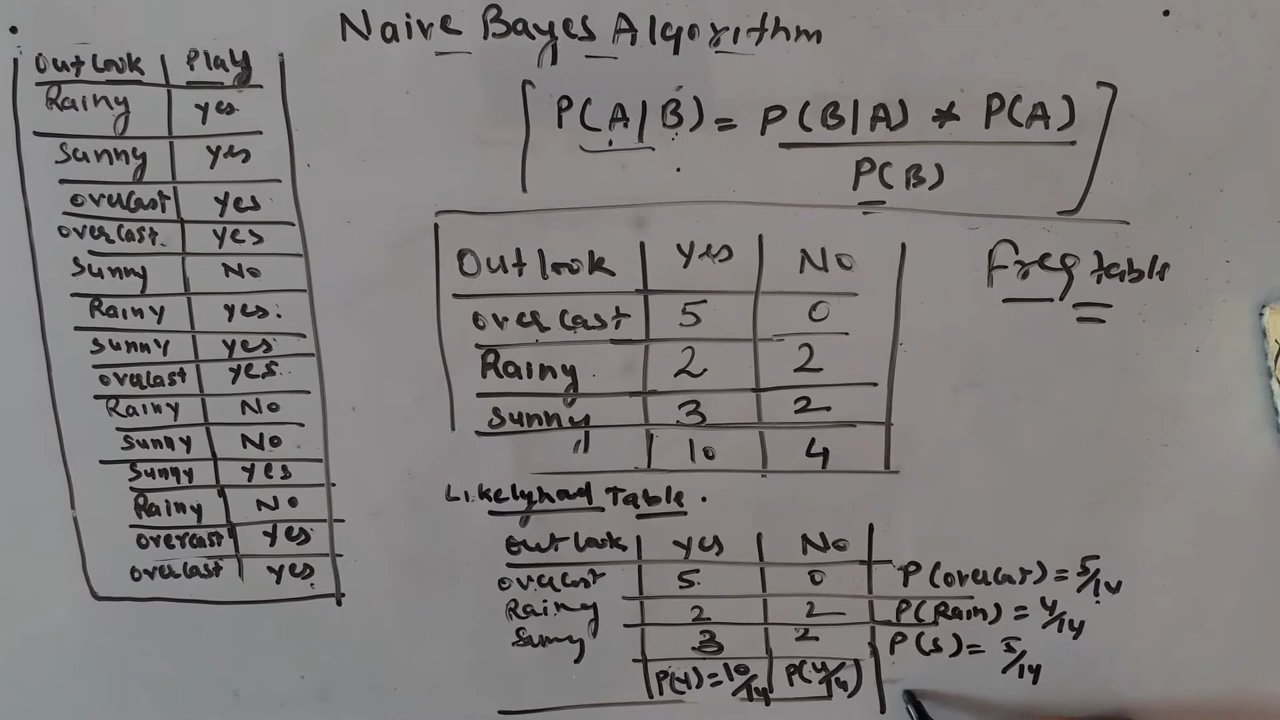 Naive Bayes Algorithm
Outlook Play
Rainy yes
Sunny yes
overcast yes
overcast. yes
Sunny No
Rainy yes.
Sunny yes
overcast yes.
Rainy No
Sunny No
Sunny yes
Rainy No
overcast yes
overcast yes.
P(A|B) = P(B|A) * P(A)
P(B)
Freq table
Outlook yes No
overcast 5 0
Rainy 2 2
Sunny 3 2
10 4
Likelyhood Table.
Outlook yes No
overcast 5 0 P(overcast) = 5/14
Rainy 2 2 P(Rain) = 4/14
Sunny 3 2 P(S) = 5/14
P(Y) = 10/14 P(4/14)